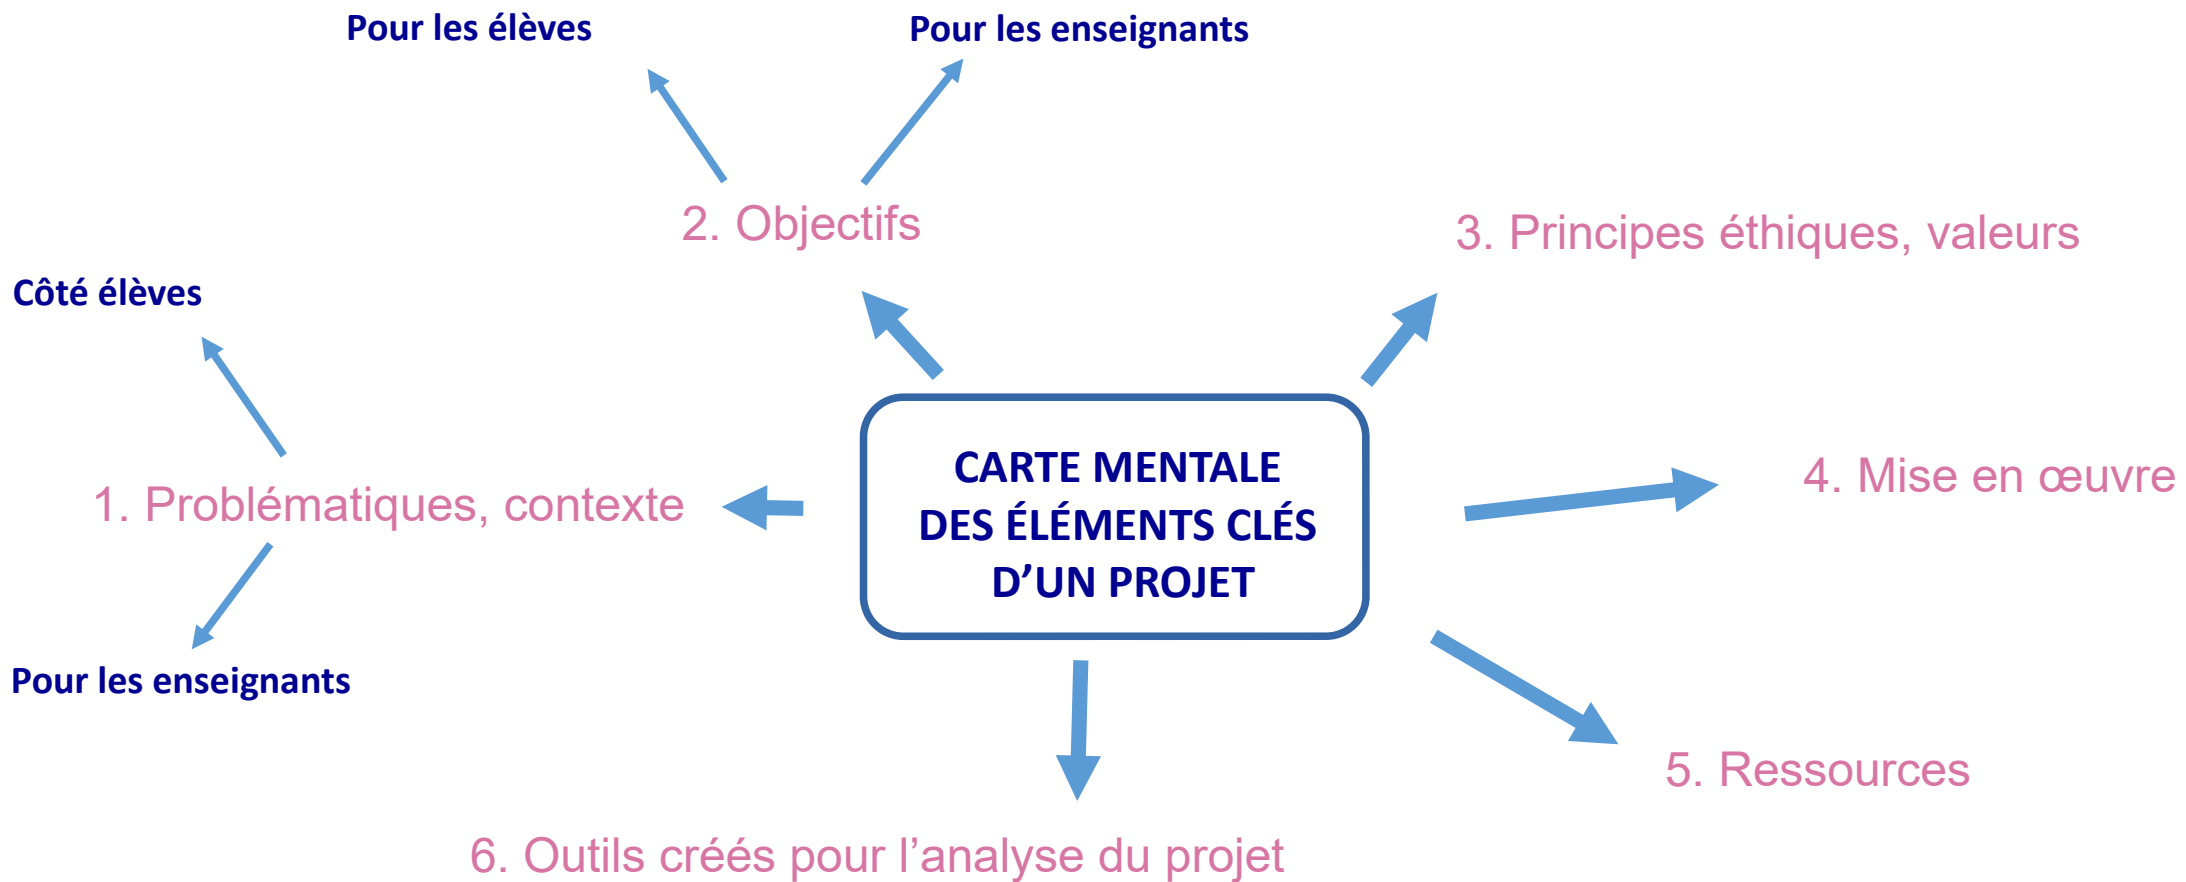 Pour les élèves
Pour les enseignants
2. Objectifs
3. Principes éthiques, valeurs
Côté élèves
1. Problématiques, contexte
Pour les enseignants
CARTE MENTALE
DES ÉLÉMENTS CLÉS
D’UN PROJET
4. Mise en œuvre
5. Ressources
6. Outils créés pour l’analyse du projet